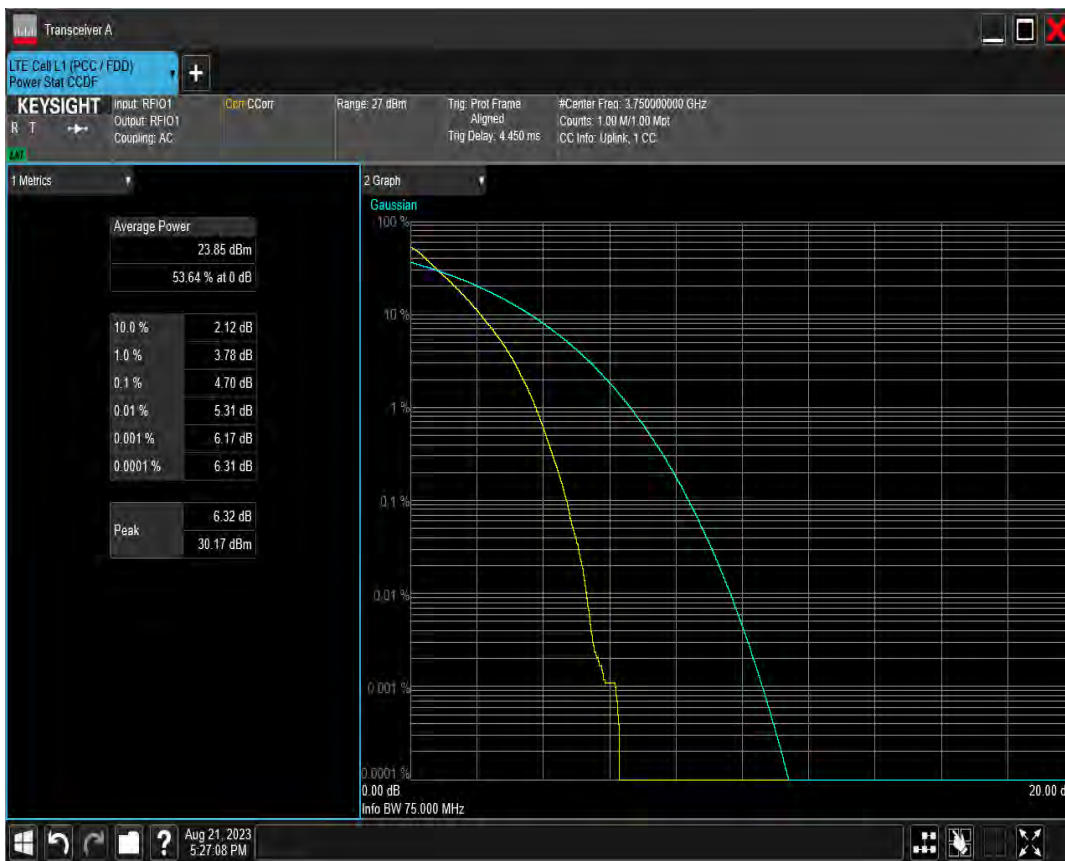 Transceiver A
LTE Cell L1 (PCC / FDD)
Power Stat CCDF
+
KEYSIGHT
R T
LXI
Input: RFIO1
Output: RFIO1
Coupling: AC
Corr CCorr
Range: 27 dBm
Trig: Prot Frame
Aligned
Trig Delay: 4.450 ms
#Center Freq: 3.750000000 GHz
Counts: 1.00 M/1.00 Mpt
CC Info: Uplink, 1 CC
1 Metrics
Average Power
23.85 dBm
53.64 % at 0 dB
10.0 % 2.12 dB
1.0 % 3.78 dB
0.1 % 4.70 dB
0.01 % 5.31 dB
0.001 % 6.17 dB
0.0001 % 6.31 dB
Peak
6.32 dB
30.17 dBm
2 Graph
Gaussian
100 %
10 %
1 %
0.1 %
0.01 %
0.001 %
0.0001 %
0.00 dB
20.00 d
Info BW 75.000 MHz
?
Aug 21, 2023
5:27:08 PM